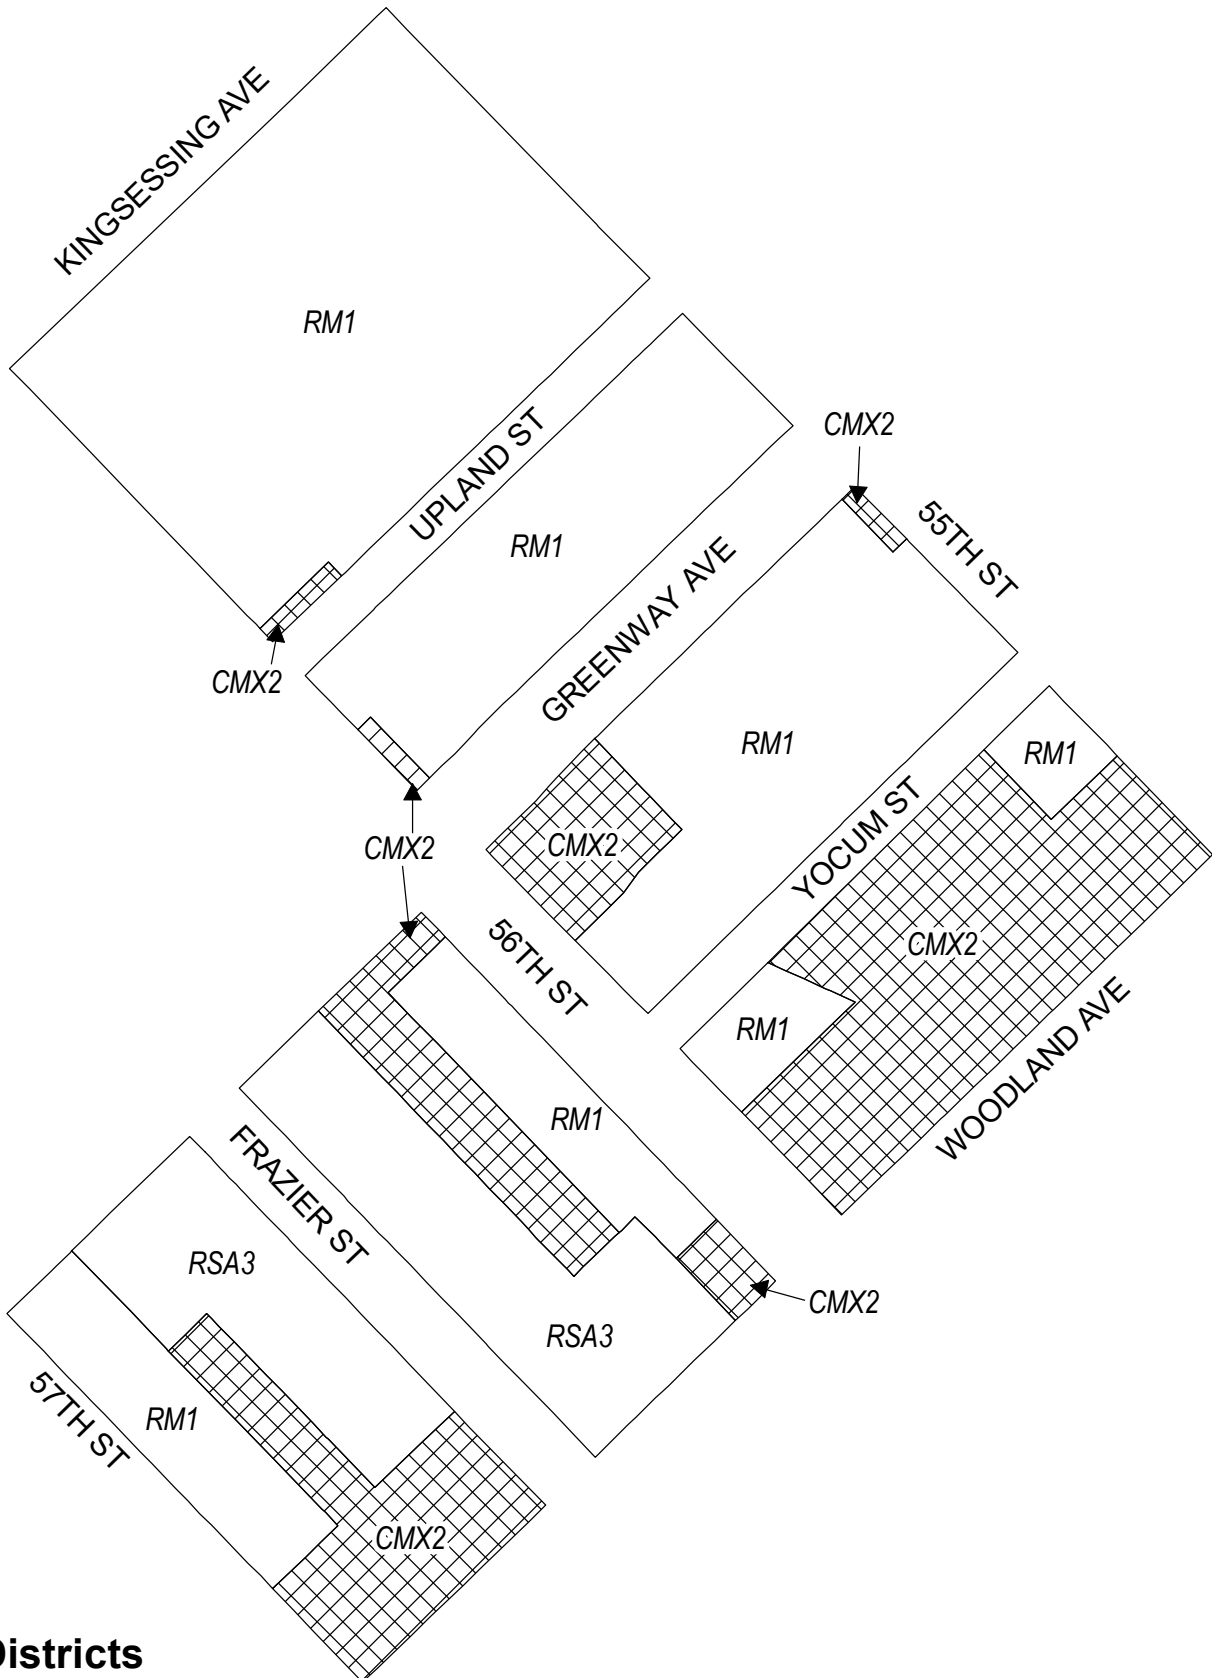 KINGSESSING AVE
RM1
UPLAND ST
CMX2
RM1
CMX2
55TH ST
GREENWAY AVE
CMX2
RM1
RM1
CMX2
CMX2
YOCUM ST
CMX2
56TH ST
RM1
WOODLAND AVE
RM1
FRAZIER ST
RSA3
CMX2
RSA3
57TH ST
RM1
CMX2
Districts